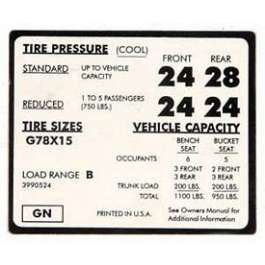 TIRE PRESSURE (COOL) FRONT REAR
STANDARD UP TO VEHICLE CAPACITY 24 28
REDUCED 1 TO 5 PASSENGERS (750 LBS.) 24 24
TIRE SIZES VEHICLE CAPACITY
G78X15 BENCH SEAT BUCKET SEAT
OCCUPANTS 6 5
3 FRONT 2 FRONT
LOAD RANGE B 3 REAR 3 REAR
3990524 TRUNK LOAD 200 LBS. 200 LBS.
TOTAL 1100 LBS. 950 LBS.
GN PRINTED IN U.S.A. See Owners Manual for
Additional Information